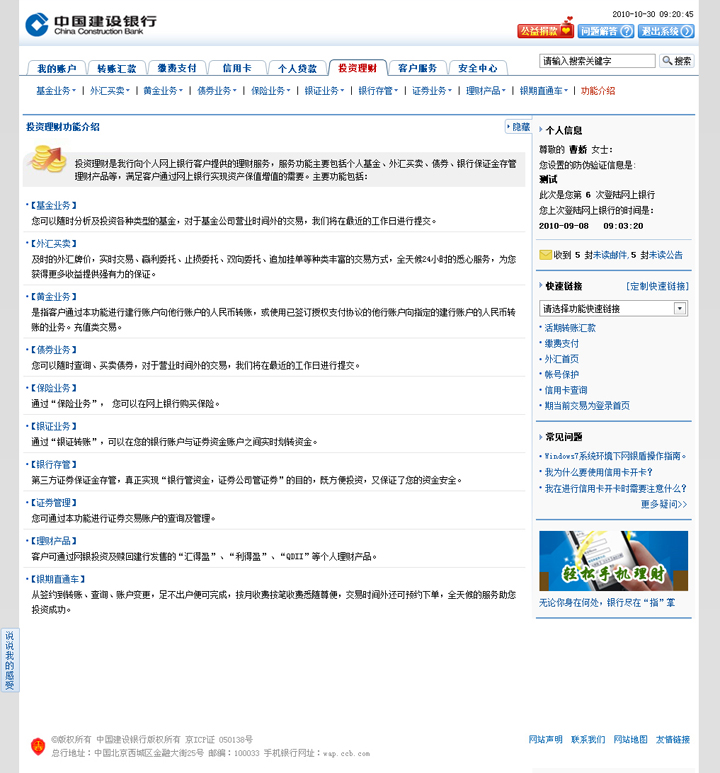 中国建设银行
China Construction Bank
2010-10-30 09:20:45
公益捐款
问题解答
退出系统
我的账户 转账汇款 缴费支付 信用卡 个人贷款 投资理财 客户服务 安全中心
请输入搜索关键字
搜索
基金业务 | 外汇买卖 | 黄金业务 | 债券业务 | 保险业务 | 银证业务 | 银行存管 | 证券业务 | 理财产品 | 银期直通车 | 功能介绍
投资理财功能介绍
隐藏
投资理财是我行向个人网上银行客户提供的理财服务，服务功能主要包括个人基金、外汇买卖、债券、银行保证金存管
理财产品等，满足客户通过网上银行实现资产保值增值的需要。主要功能包括：
【基金业务】
您可以随时分析及投资各种类型的基金，对于基金公司营业时间外的交易，我们将在最近的工作日进行提交。
【外汇买卖】
及时的外汇牌价，实时交易、赢利委托、止损委托、双向委托、追加挂单等种类丰富的交易方式，全天候24小时的悉心服务，为您
获得更多收益提供强有力的保证。
【黄金业务】
是指客户通过本功能进行建行账户向他行账户的人民币转账，或使用已签订授权支付协议的他行账户向指定的建行账户的人民币转
账的业务。充值类交易。
【债券业务】
您可以随时查询、买卖债券，对于营业时间外的交易，我们将在最近的工作日进行提交。
【保险业务】
通过“保险业务”， 您可以在网上银行购买保险。
【银证业务】
通过“银证转账”，可以在您的银行账户与证券资金账户之间实时划转资金。
【银行存管】
第三方证券保证金存管，真正实现“银行管资金，证券公司管证券”的目的，既方便投资，又保证了您的资金安全。
【证券管理】
您可通过本功能进行证券交易账户的查询及管理。
【理财产品】
客户可通过网银投资及赎回建行发售的“汇得盈”、“利得盈”、“QDII”等个人理财产品。
【银期直通车】
从签约到转账、查询、账户变更，足不出户便可完成，按月收费按笔收费悉随尊便，交易时间外还可预约下单，全天候的服务助您
投资成功。
个人信息
尊敬的 曹娇 女士：
您设置的防伪验证信息是：
测试
此次是您第 6 次登陆网上银行
您上次登陆网上银行的时间是：
2010-09-08 09:03:20
收到 5 封未读邮件，5 封未读公告
快速链接
[定制快速链接]
请选择功能快速链接
活期转账汇款
缴费支付
外汇首页
帐号保护
信用卡查询
期当前交易为登录首页
常见问题
Windows7系统环境下网银盾操作指南。
我为什么要使用信用卡开卡？
我在进行信用卡开卡时需要注意什么？
更多疑问>>
轻松手机理财
无论你身在何处，银行尽在“指”掌
说说我的感受
©版权所有 中国建设银行版权所有 京ICP证 050138号
总行地址：中国北京西城区金融大街25号 邮编：100033 手机银行网址：wap.ccb.com
网站声明 联系我们 网站地图 友情链接